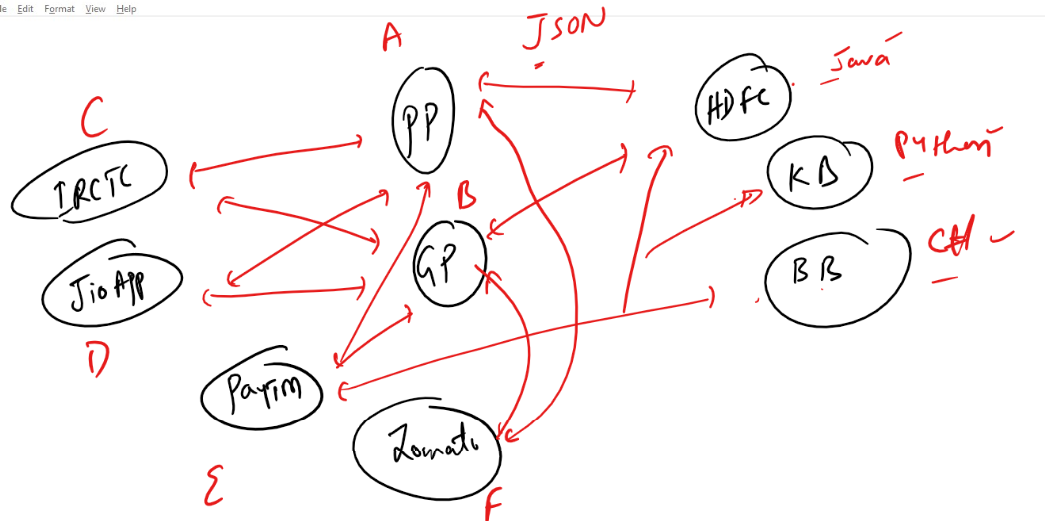 File Edit Format View Help
A
JSON
Java
PP
HDFC
C
Python
IRCTC
KB
B
C#
GP
BB
JioApp
D
Paytm
Zomato
E
F